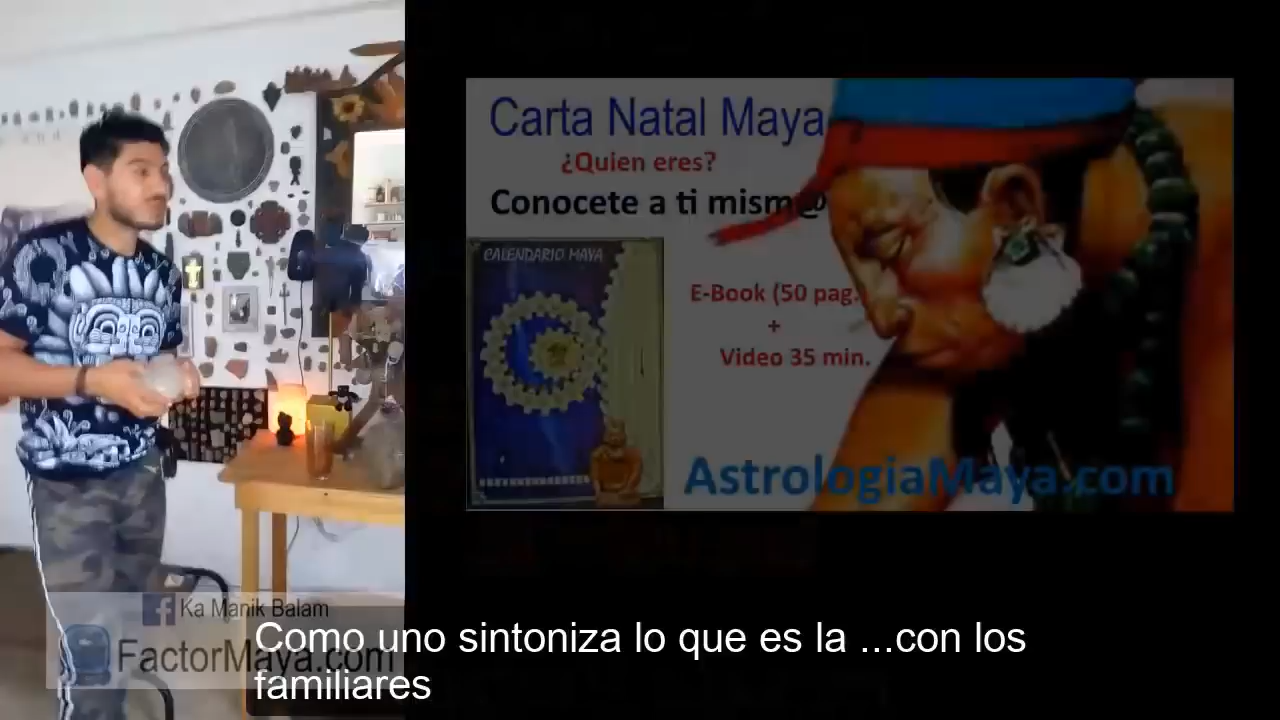 Carta Natal Maya
¿Quien eres?
Conocete a ti mism@
CALENDARIO MAYA
E-Book (50 pag.
+
Video 35 min.
AstrologiaMaya.com
Ka Manik Balam
FactorMaya.com
Como uno sintoniza lo que es la ...con los
familiares